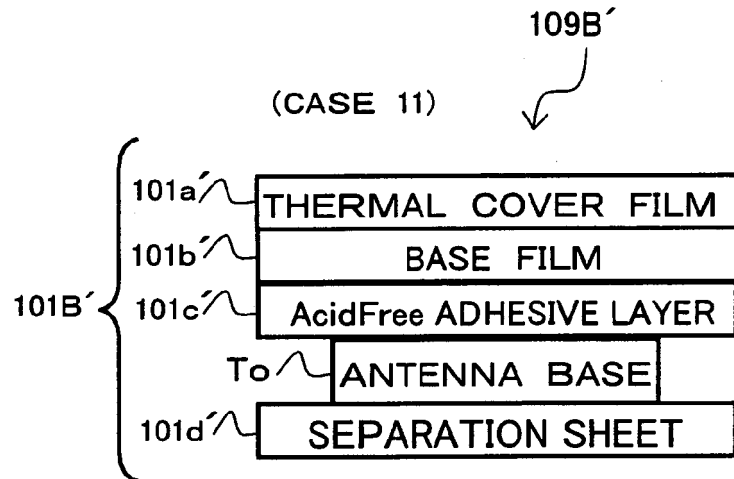 109B´
(CASE 11)
101a´ THERMAL COVER FILM
101b´ BASE FILM
101B´ 101c´ AcidFree ADHESIVE LAYER
To ANTENNA BASE
101d´ SEPARATION SHEET